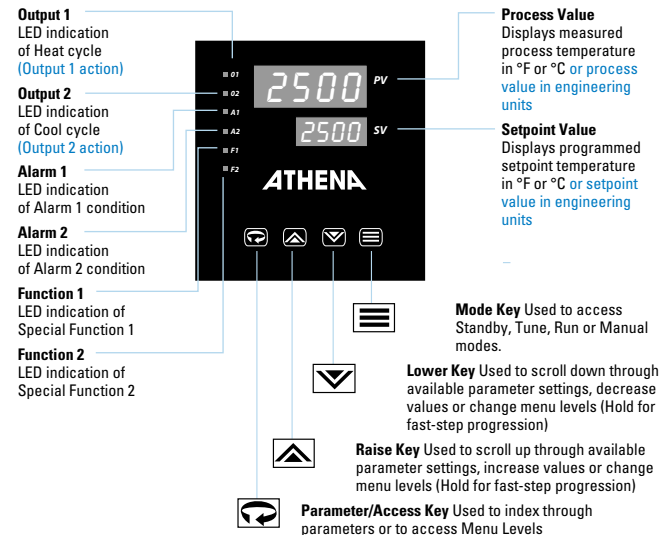 Output 1
LED indication
of Heat cycle
(Output 1 action)
Output 2
LED indication
of Cool cycle
(Output 2 action)
Alarm 1
LED indication
of Alarm 1 condition
Alarm 2
LED indication
of Alarm 2 condition
Function 1
LED indication of
Special Function 1
Function 2
LED indication of
Special Function 2
01
02
A1
A2
F1
F2
2500 PV
2500 SV
ATHENA
Process Value
Displays measured
process temperature
in °F or °C or process
value in engineering
units
Setpoint Value
Displays programmed
setpoint temperature
in °F or °C or setpoint
value in engineering
units
Mode Key Used to access
Standby, Tune, Run or Manual
modes.
Lower Key Used to scroll down through
available parameter settings, decrease
values or change menu levels (Hold for
fast-step progression)
Raise Key Used to scroll up through available
parameter settings, increase values or change
menu levels (Hold for fast-step progression)
Parameter/Access Key Used to index through
parameters or to access Menu Levels